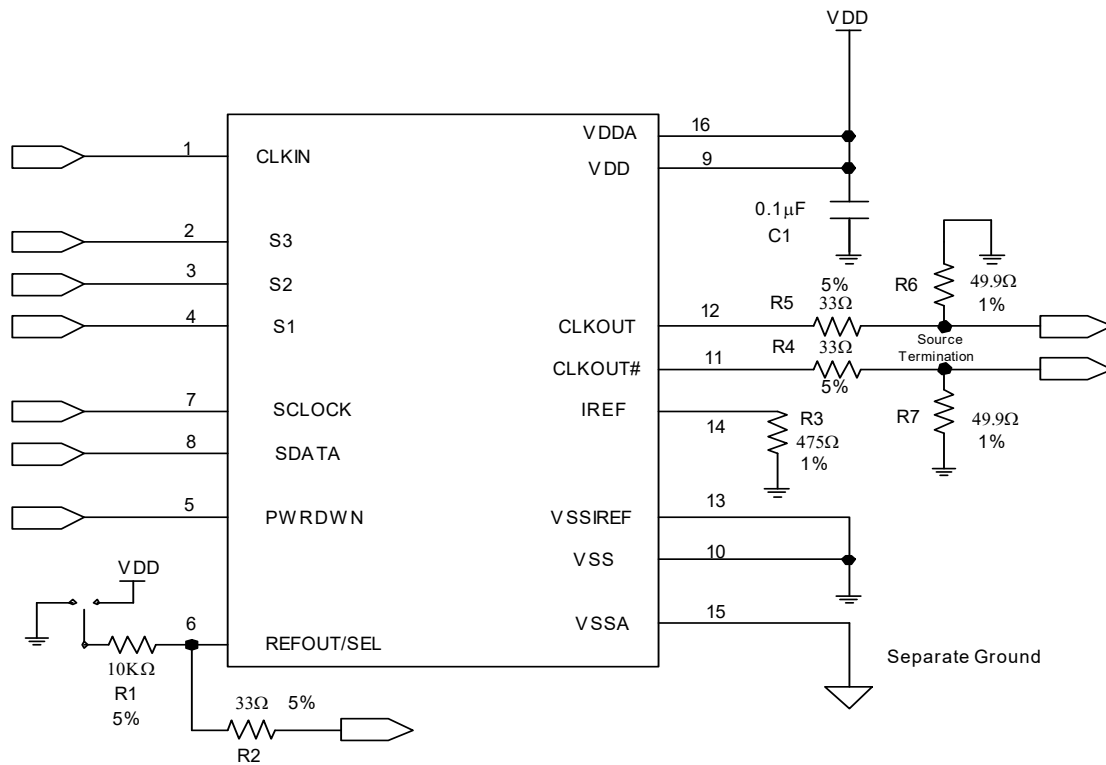 VDD
16
VDDA
1
CLKIN
9
VDD
0.1µF
C1
2
S3
3
S2
4
S1
5%
R5
33Ω
R6
49.9Ω
1%
12
CLKOUT
Source
Termination
R4
33Ω
11
CLKOUT#
5%
7
SCLOCK
IREF
14
R3
475Ω
1%
R7
49.9Ω
1%
8
SDATA
5
PWRDWN
13
VSSIREF
10
VSS
VDD
15
VSSA
6
REFOUT/SEL
Separate Ground
10KΩ
R1
5%
33Ω
5%
R2